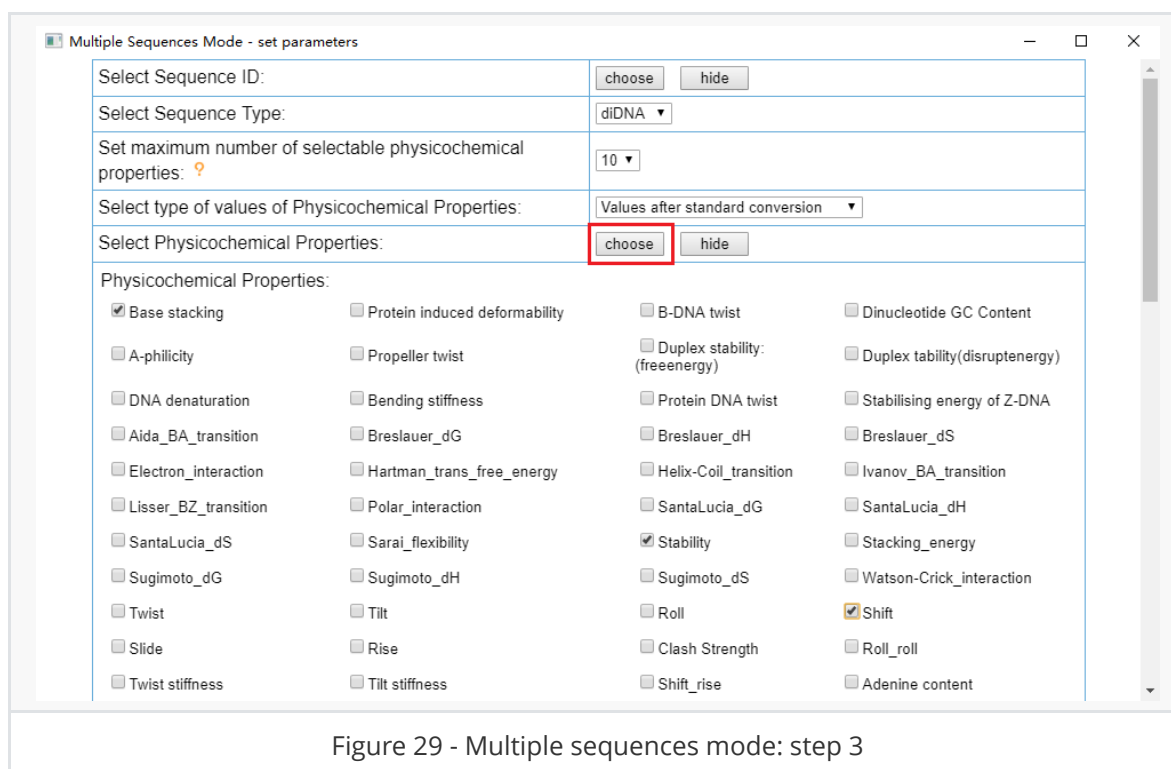 Multiple Sequences Mode - set parameters
Select Sequence ID: choose hide
Select Sequence Type: diDNA
Set maximum number of selectable physicochemical
properties: ? 10
Select type of values of Physicochemical Properties: Values after standard conversion
Select Physicochemical Properties: choose hide
Physicochemical Properties:
Base stacking Protein induced deformability B-DNA twist Dinucleotide GC Content
A-philicity Propeller twist Duplex stability:
(freeenergy) Duplex tability(disruptenergy)
DNA denaturation Bending stiffness Protein DNA twist Stabilising energy of Z-DNA
Aida_BA_transition Breslauer_dG Breslauer_dH Breslauer_dS
Electron_interaction Hartman_trans_free_energy Helix-Coil_transition Ivanov_BA_transition
Lisser_BZ_transition Polar_interaction SantaLucia_dG SantaLucia_dH
SantaLucia_dS Sarai_flexibility Stability Stacking_energy
Sugimoto_dG Sugimoto_dH Sugimoto_dS Watson-Crick_interaction
Twist Tilt Roll Shift
Slide Rise Clash Strength Roll_roll
Twist stiffness Tilt stiffness Shift_rise Adenine content
Figure 29 - Multiple sequences mode: step 3